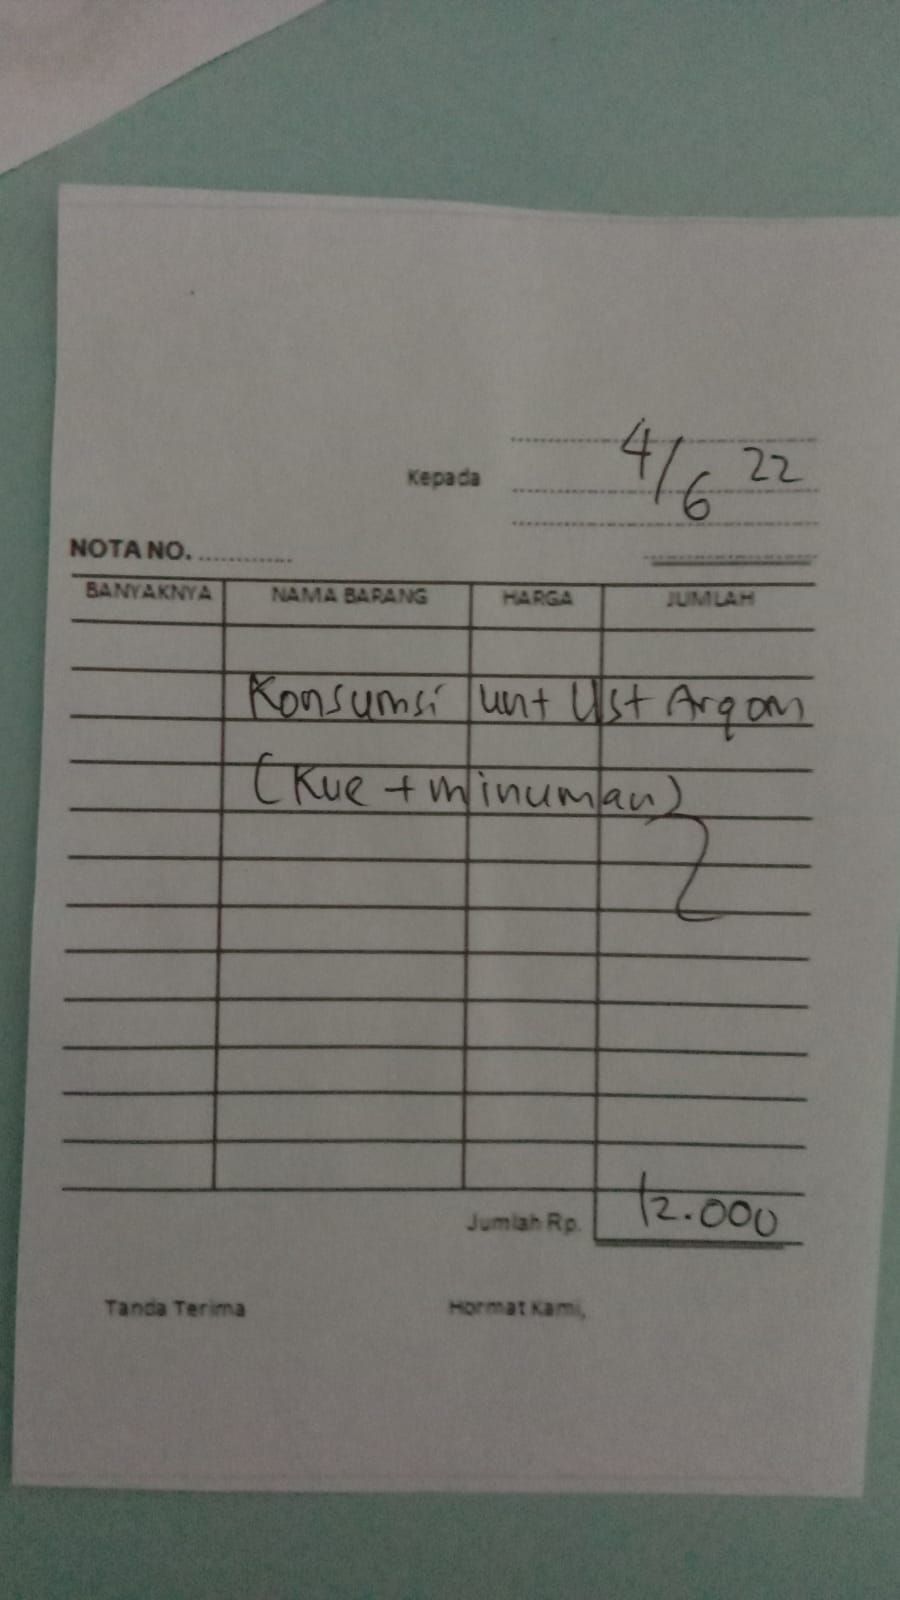 4/6 22
Kepada
NOTA NO. ............
BANYAKNYA NAMA BARANG HARGA JUMLAH
Konsumsi unt Ust Arqom
(Kue + minuman)
Jumlah Rp. 12.000
Tanda Terima Hormat Kami,